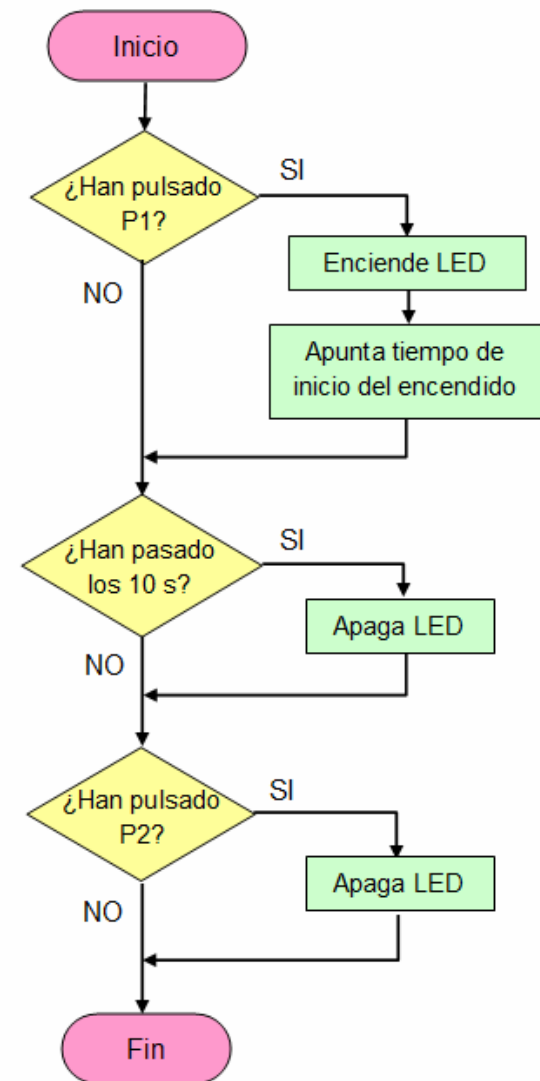 Inicio
¿Han pulsado
P1?
SI
Enciende LED
NO
Apunta tiempo de
inicio del encendido
¿Han pasado
los 10 s?
SI
Apaga LED
NO
¿Han pulsado
P2?
SI
Apaga LED
NO
Fin